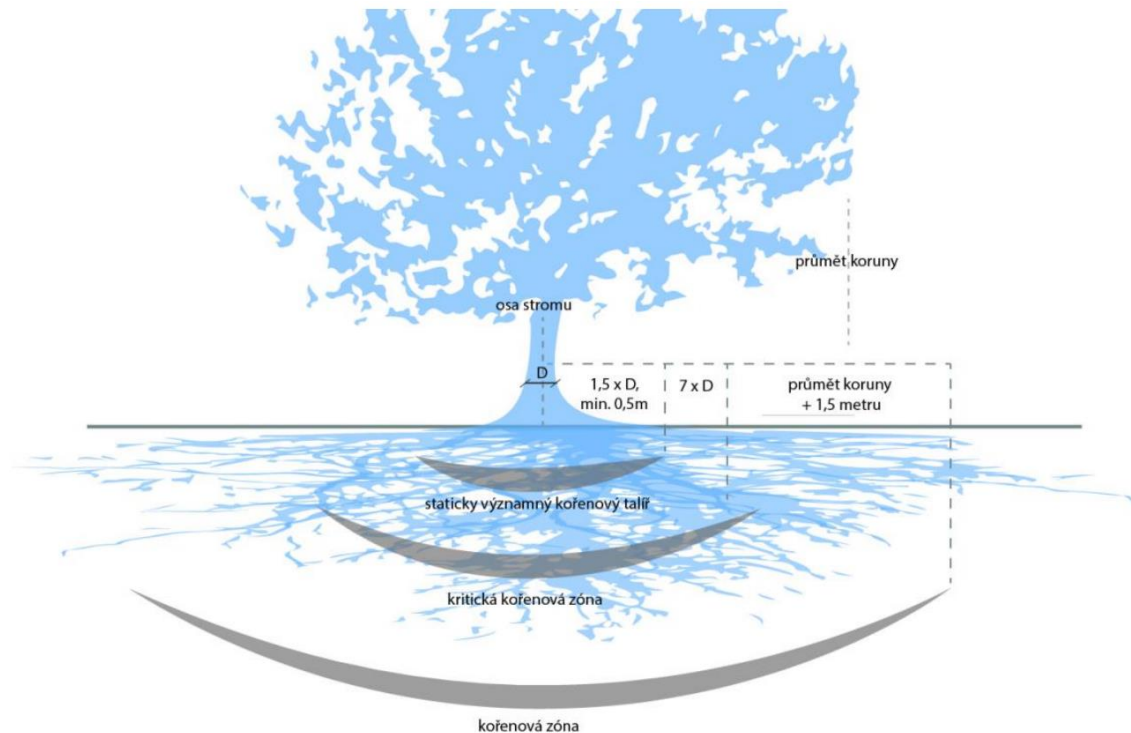 průmět koruny
osa stromu
D
1,5 x D,
min. 0,5m
7 x D
průmět koruny
+ 1,5 metru
staticky významný kořenový talíř
kritická kořenová zóna
kořenová zóna